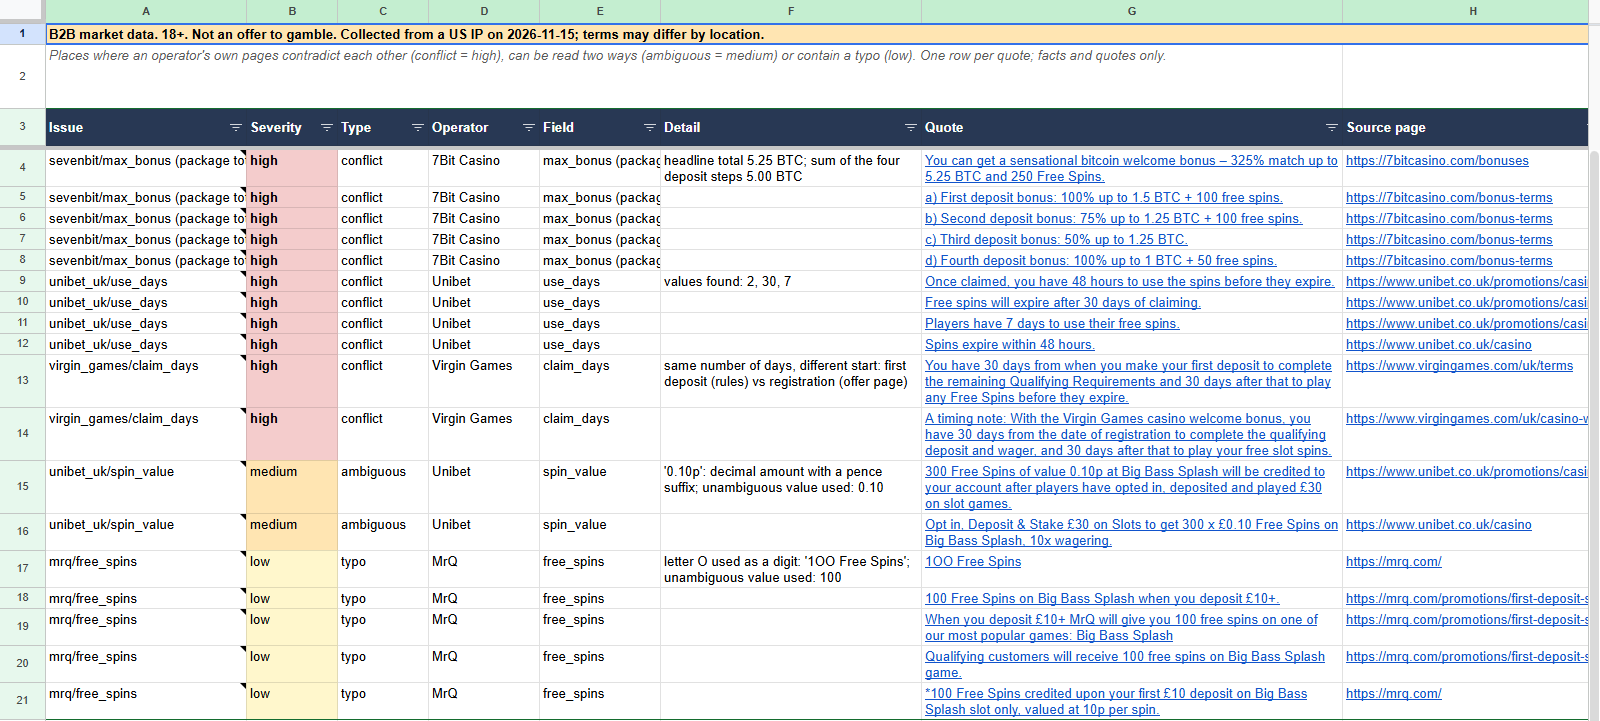 A B C D E F G H
1 B2B market data. 18+. Not an offer to gamble. Collected from a US IP on 2026-11-15; terms may differ by location.
2 Places where an operator's own pages contradict each other (conflict = high), can be read two ways (ambiguous = medium) or contain a typo (low). One row per quote; facts and quotes only.
3 Issue Severity Type Operator Field Detail Quote Source page
4 sevenbit/max_bonus (package to high conflict 7Bit Casino max_bonus (packag headline total 5.25 BTC; sum of the four You can get a sensational bitcoin welcome bonus – 325% match up to https://7bitcasino.com/bonuses
deposit steps 5.00 BTC 5.25 BTC and 250 Free Spins.
5 sevenbit/max_bonus (package to high conflict 7Bit Casino max_bonus (packag a) First deposit bonus: 100% up to 1.5 BTC + 100 free spins. https://7bitcasino.com/bonus-terms
6 sevenbit/max_bonus (package to high conflict 7Bit Casino max_bonus (packag b) Second deposit bonus: 75% up to 1.25 BTC + 100 free spins. https://7bitcasino.com/bonus-terms
7 sevenbit/max_bonus (package to high conflict 7Bit Casino max_bonus (packag c) Third deposit bonus: 50% up to 1.25 BTC. https://7bitcasino.com/bonus-terms
8 sevenbit/max_bonus (package to high conflict 7Bit Casino max_bonus (packag d) Fourth deposit bonus: 100% up to 1 BTC + 50 free spins. https://7bitcasino.com/bonus-terms
9 unibet_uk/use_days high conflict Unibet use_days values found: 2, 30, 7 Once claimed, you have 48 hours to use the spins before they expire. https://www.unibet.co.uk/promotions/casi
10 unibet_uk/use_days high conflict Unibet use_days Free spins will expire after 30 days of claiming. https://www.unibet.co.uk/promotions/casi
11 unibet_uk/use_days high conflict Unibet use_days Players have 7 days to use their free spins. https://www.unibet.co.uk/promotions/casi
12 unibet_uk/use_days high conflict Unibet use_days Spins expire within 48 hours. https://www.unibet.co.uk/casino
13 virgin_games/claim_days high conflict Virgin Games claim_days same number of days, different start: first You have 30 days from when you make your first deposit to complete https://www.virgingames.com/uk/terms
deposit (rules) vs registration (offer page) the remaining Qualifying Requirements and 30 days after that to play
any Free Spins before they expire.
14 virgin_games/claim_days high conflict Virgin Games claim_days A timing note: With the Virgin Games casino welcome bonus, you https://www.virgingames.com/uk/casino-w
have 30 days from the date of registration to complete the qualifying
deposit and wager, and 30 days after that to play your free slot spins.
15 unibet_uk/spin_value medium ambiguous Unibet spin_value '0.10p': decimal amount with a pence 300 Free Spins of value 0.10p at Big Bass Splash will be credited to https://www.unibet.co.uk/promotions/casi
suffix; unambiguous value used: 0.10 your account after players have opted in, deposited and played £30
on slot games.
16 unibet_uk/spin_value medium ambiguous Unibet spin_value Opt in, Deposit & Stake £30 on Slots to get 300 x £0.10 Free Spins on https://www.unibet.co.uk/casino
Big Bass Splash, 10x wagering.
17 mrq/free_spins low typo MrQ free_spins letter O used as a digit: '1OO Free Spins'; 1OO Free Spins https://mrq.com/
unambiguous value used: 100
18 mrq/free_spins low typo MrQ free_spins 100 Free Spins on Big Bass Splash when you deposit £10+. https://mrq.com/promotions/first-deposit-s
19 mrq/free_spins low typo MrQ free_spins When you deposit £10+ MrQ will give you 100 free spins on one of https://mrq.com/promotions/first-deposit-s
our most popular games: Big Bass Splash
20 mrq/free_spins low typo MrQ free_spins Qualifying customers will receive 100 free spins on Big Bass Splash https://mrq.com/promotions/first-deposit-s
game.
21 mrq/free_spins low typo MrQ free_spins *100 Free Spins credited upon your first £10 deposit on Big Bass https://mrq.com/
Splash slot only, valued at 10p per spin.